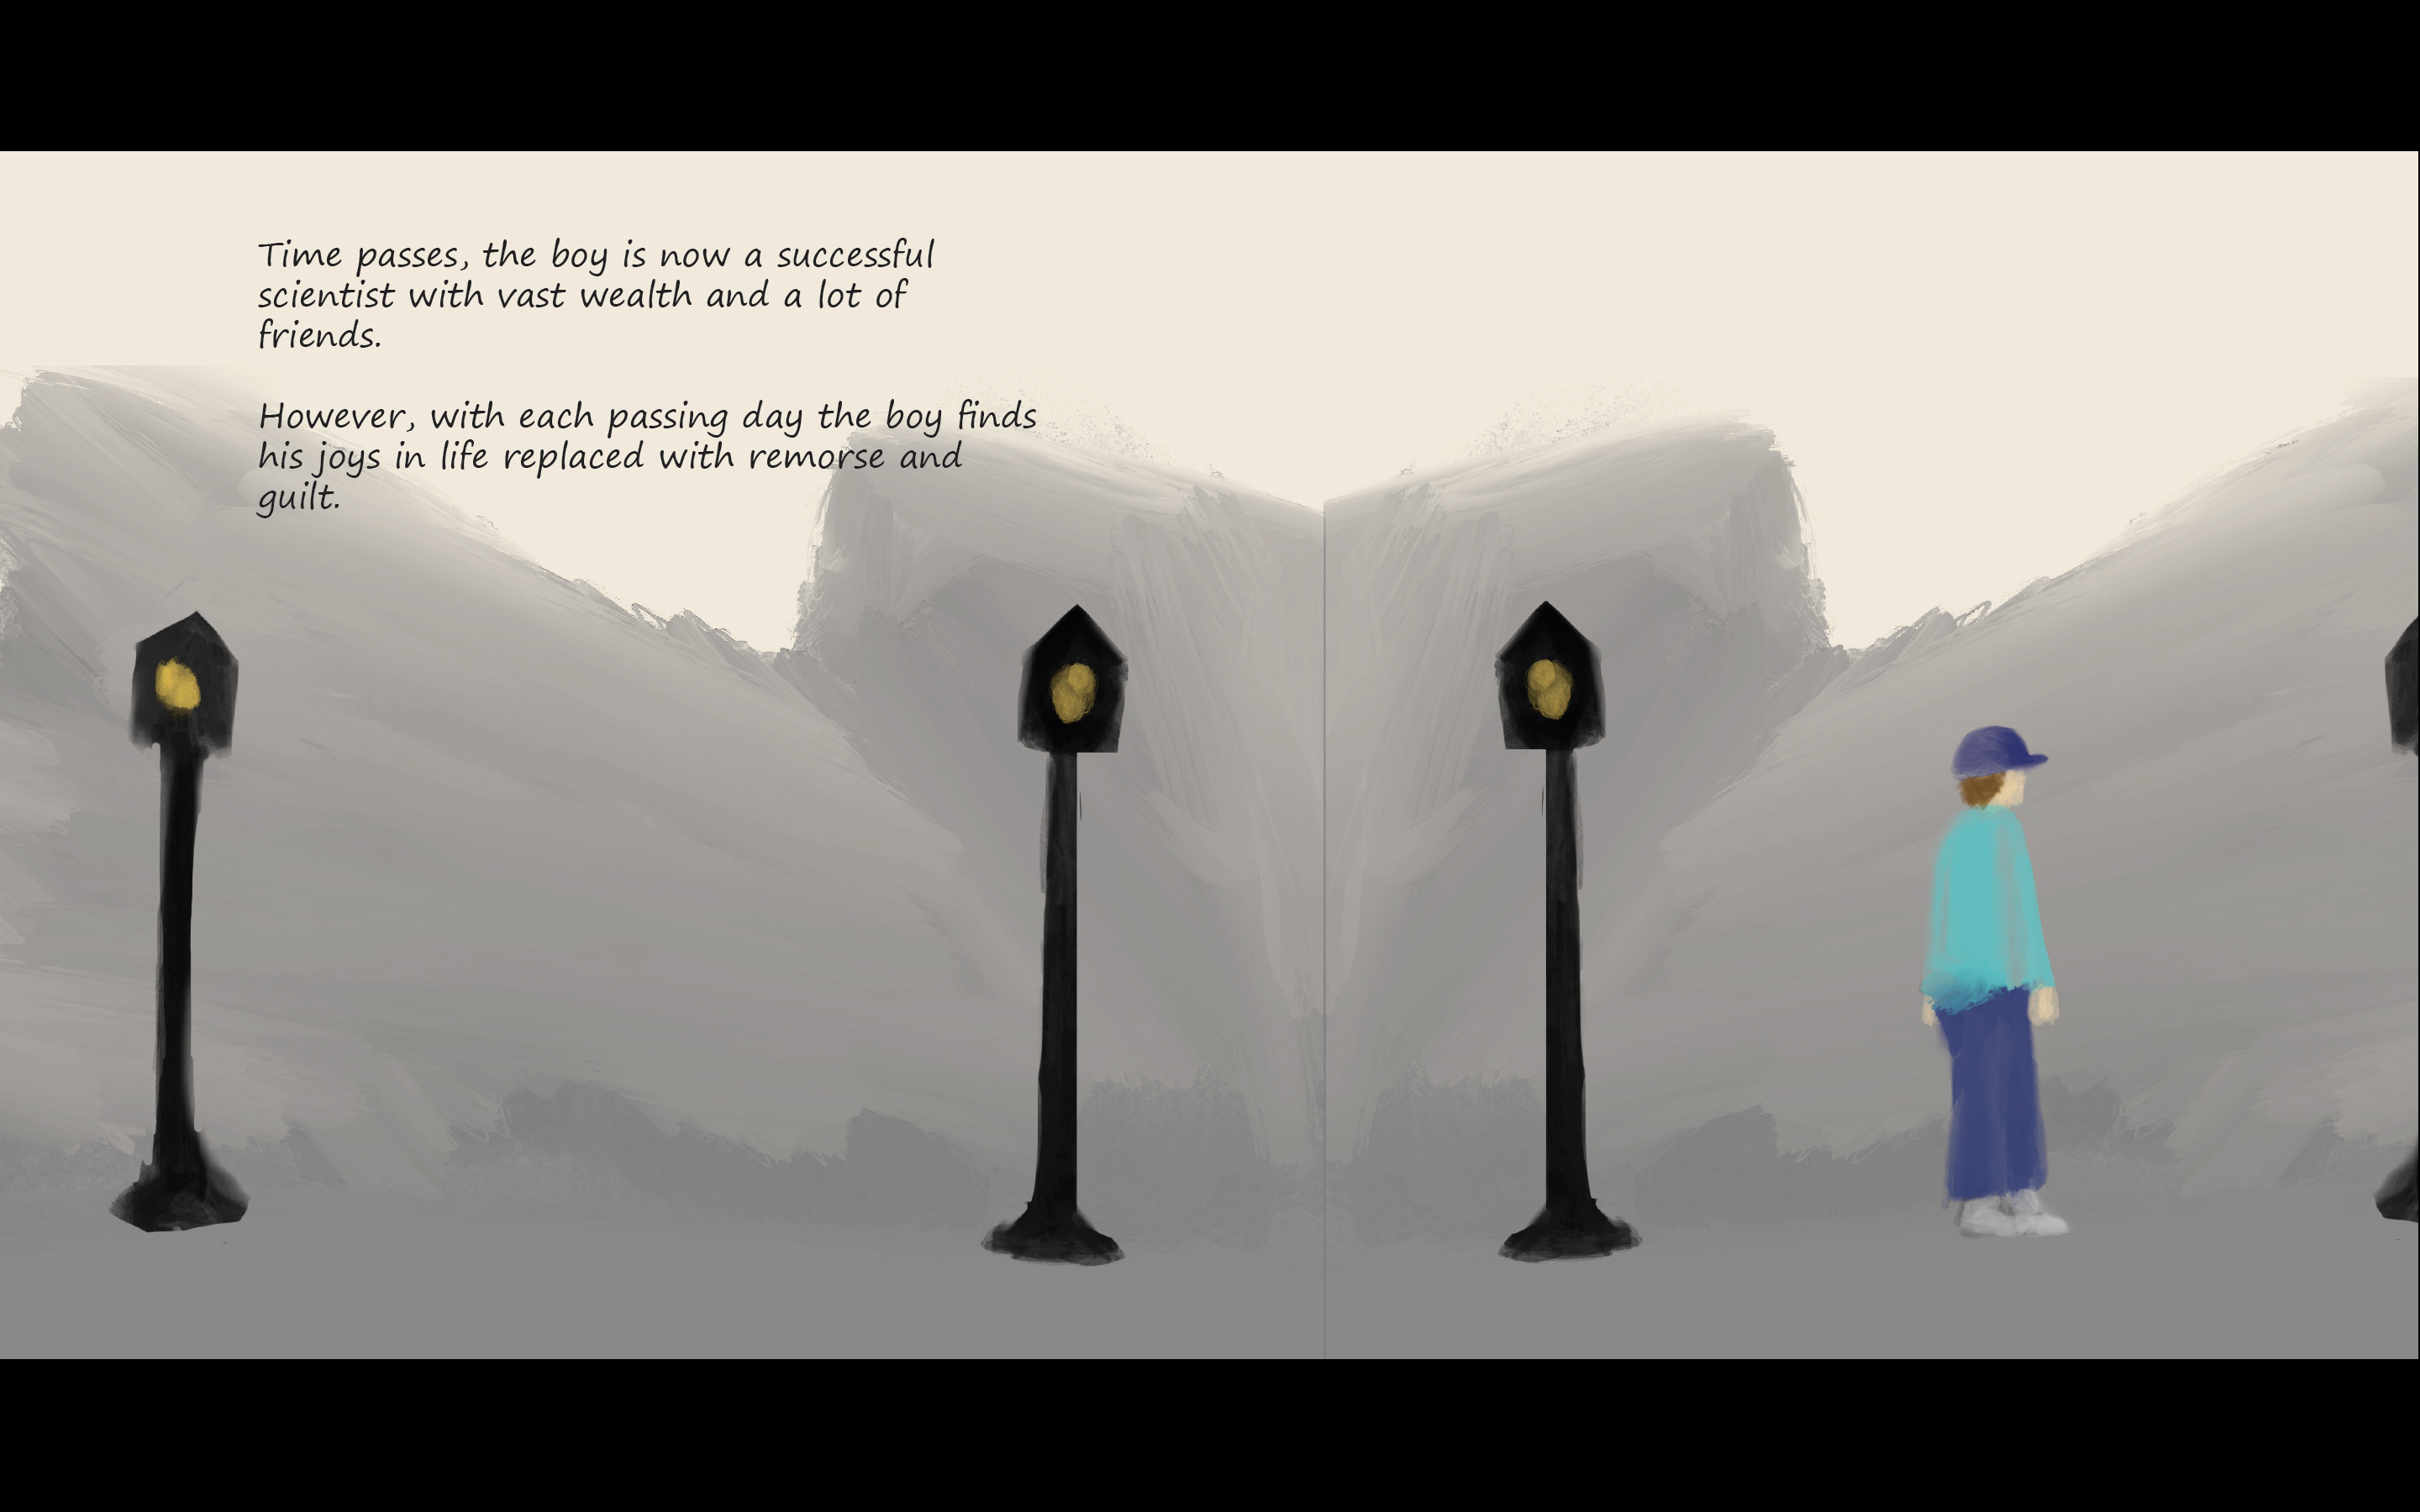 Time passes, the boy is now a successful
scientist with vast wealth and a lot of
friends.
However, with each passing day the boy finds
his joys in life replaced with remorse and
guilt.